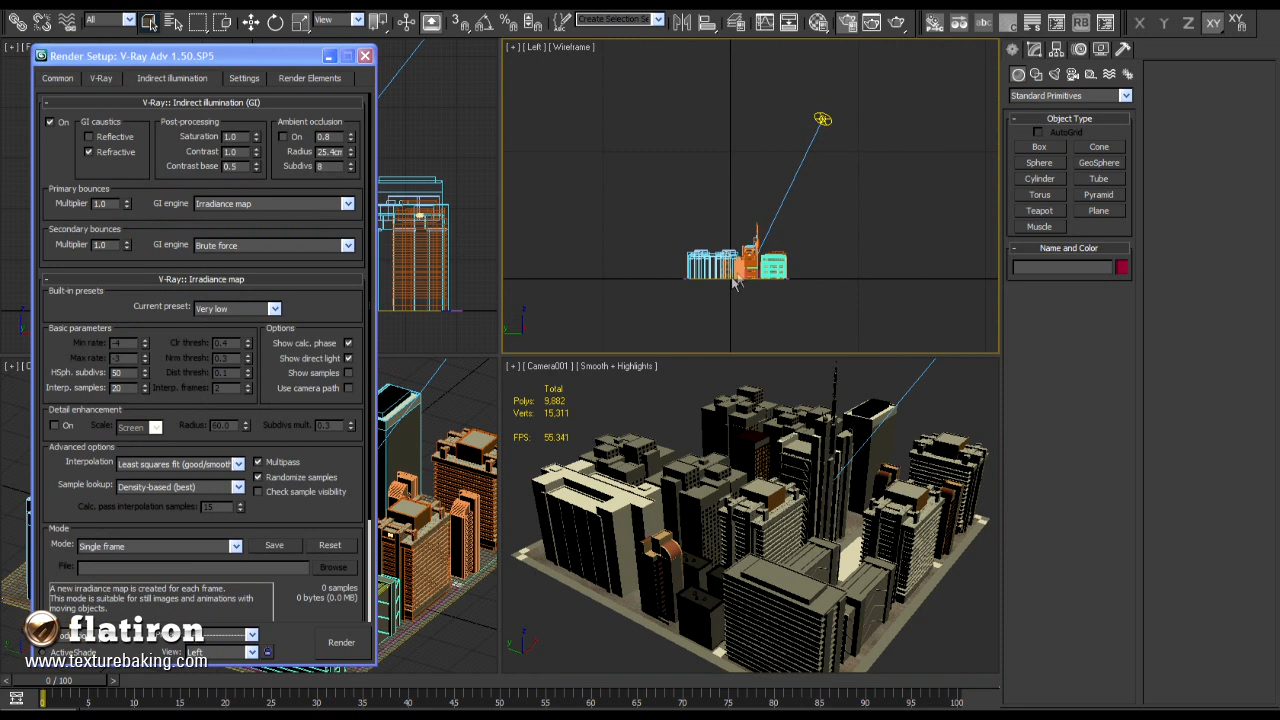 All
View
3
Create Selection Se
abc
RB
X Y Z XY XY
Render Setup: V-Ray Adv 1.50.SP5
Common V-Ray Indirect illumination Settings Render Elements
- V-Ray:: Indirect illumination (GI)
On
GI caustics
Reflective
Refractive
Post-processing
Saturation 1.0
Contrast 1.0
Contrast base 0.5
Ambient occlusion
On 0.8
Radius 25.4cm
Subdivs 8
Primary bounces
Multiplier 1.0 GI engine Irradiance map
Secondary bounces
Multiplier 1.0 GI engine Brute force
- V-Ray:: Irradiance map
Built-in presets
Current preset: Very low
Basic parameters
Min rate: -4 Clr thresh: 0.4
Max rate: -3 Nrm thresh: 0.3
HSph. subdivs: 50 Dist thresh: 0.1
Interp. samples: 20 Interp. frames: 2
Options
Show calc. phase
Show direct light
Show samples
Use camera path
Detail enhancement
On Scale: Screen Radius: 60.0 Subdivs mult. 0.3
Advanced options
Interpolation Least squares fit (good/smooth
Sample lookup: Density-based (best)
Calc. pass interpolation samples: 15
Multipass
Randomize samples
Check sample visibility
Mode
Mode: Single frame Save Reset
File: Browse
A new irradiance map is created for each frame.
This mode is suitable for still images and animations with
moving objects.
0 samples
0 bytes (0.0 MB)
ActiveShade View: Left Render
flatiron
www.texturebaking.com
[ + ] [ Left ] [ Wireframe ]
z
y
[ + ] [ Camera001 ] [ Smooth + Highlights ]
Total
Polys: 9,882
Verts: 15,311
FPS: 55.341
z
Standard Primitives
- Object Type
AutoGrid
Box Cone
Sphere GeoSphere
Cylinder Tube
Torus Pyramid
Teapot Plane
Muscle
- Name and Color
< 0 / 100 >
0 5 10 15 20 25 30 35 40 45 50 55 60 65 70 75 80 85 90 95 100